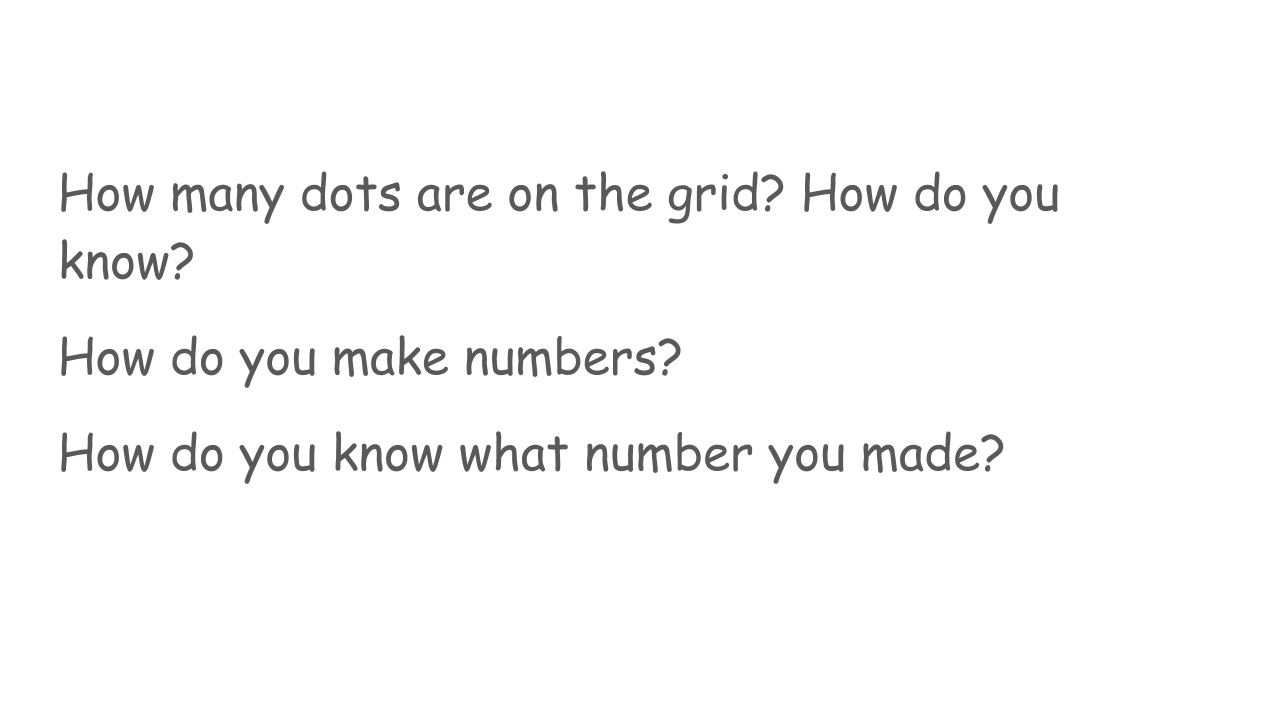 How many dots are on the grid? How do you
know?
How do you make numbers?
How do you know what number you made?